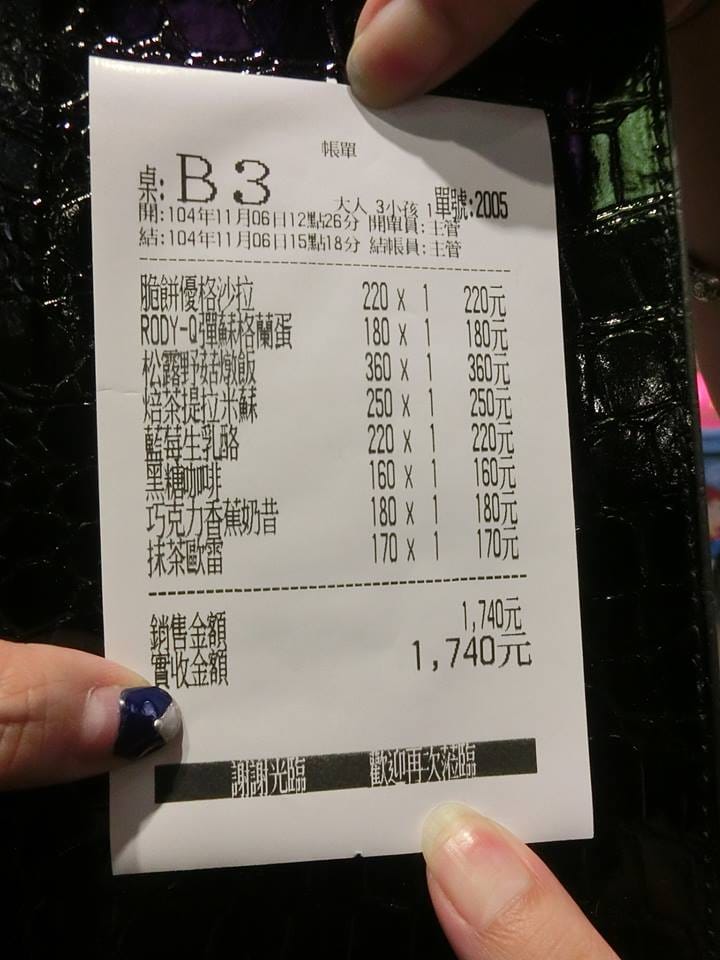 帳單
桌: B3 大人 3小孩 1單號:2005
開:104年11月06日12點26分 開單員:主管
結:104年11月06日15點18分 結帳員:主管
脆餅優格沙拉 220 x 1 220元
RODY-Q彈蘇格蘭蛋 180 x 1 180元
松露野菇燉飯 360 x 1 360元
焙茶提拉米蘇 250 x 1 250元
藍莓生乳酪 220 x 1 220元
黑糖咖啡 160 x 1 160元
巧克力香蕉奶昔 180 x 1 180元
抹茶歐蕾 170 x 1 170元
銷售金額 1,740元
實收金額 1,740元
謝謝光臨 歡迎再次蒞臨